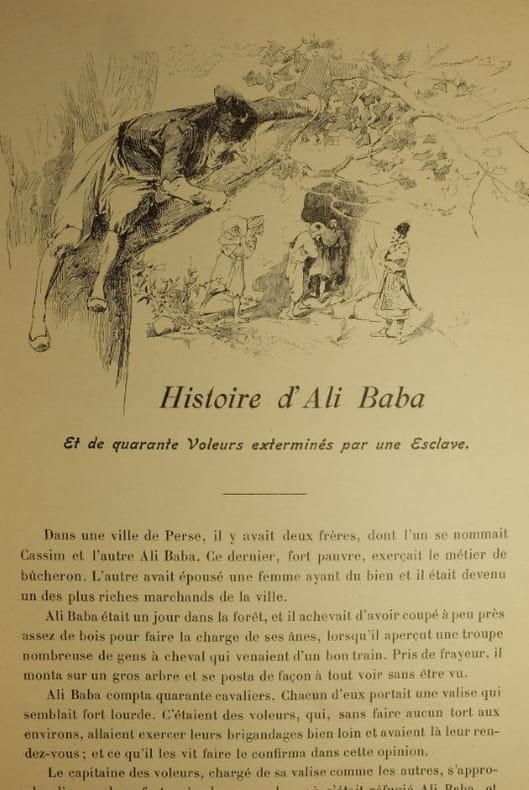 Histoire d'Ali Baba
Et de quarante Voleurs exterminés par une Esclave.
Dans une ville de Perse, il y avait deux frères, dont l'un se nommait
Cassim et l'autre Ali Baba. Ce dernier, fort pauvre, exerçait le métier de
bûcheron. L'autre avait épousé une femme ayant du bien et il était devenu
un des plus riches marchands de la ville.
Ali Baba était un jour dans la forêt, et il achevait d'avoir coupé à peu près
assez de bois pour faire la charge de ses ânes, lorsqu'il aperçut une troupe
nombreuse de gens à cheval qui venaient d'un bon train. Pris de frayeur, il
monta sur un gros arbre et se posta de façon à tout voir sans être vu.
Ali Baba compta quarante cavaliers. Chacun d'eux portait une valise qui
semblait fort lourde. C'étaient des voleurs, qui, sans faire aucun tort aux
environs, allaient exercer leurs brigandages bien loin et avaient là leur ren-
dez-vous ; et ce qu'il les vit faire le confirma dans cette opinion.
Le capitaine des voleurs, chargé de sa valise comme les autres, s'appro-
s'était réfugié Ali Baba, et